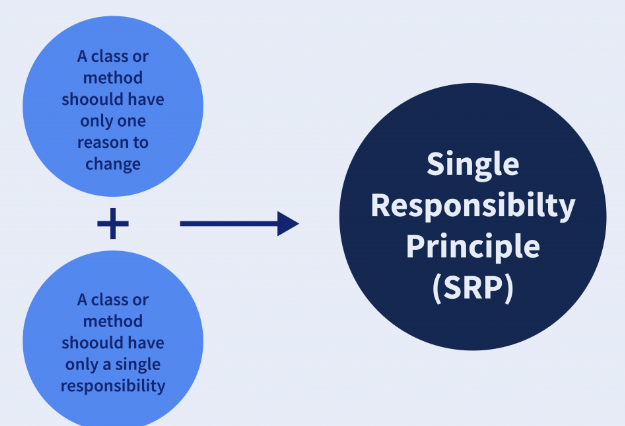 A class or
method
shoould have
only one
reason to
change
+
A class or
method
shoould have
only a single
responsibility
Single
Responsibilty
Principle
(SRP)